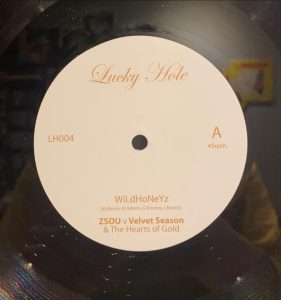 Lucky Hole
LH004
A
45rpm
WiLdHoNeYz
ZSOU v Velvet Season
& The Hearts of Gold